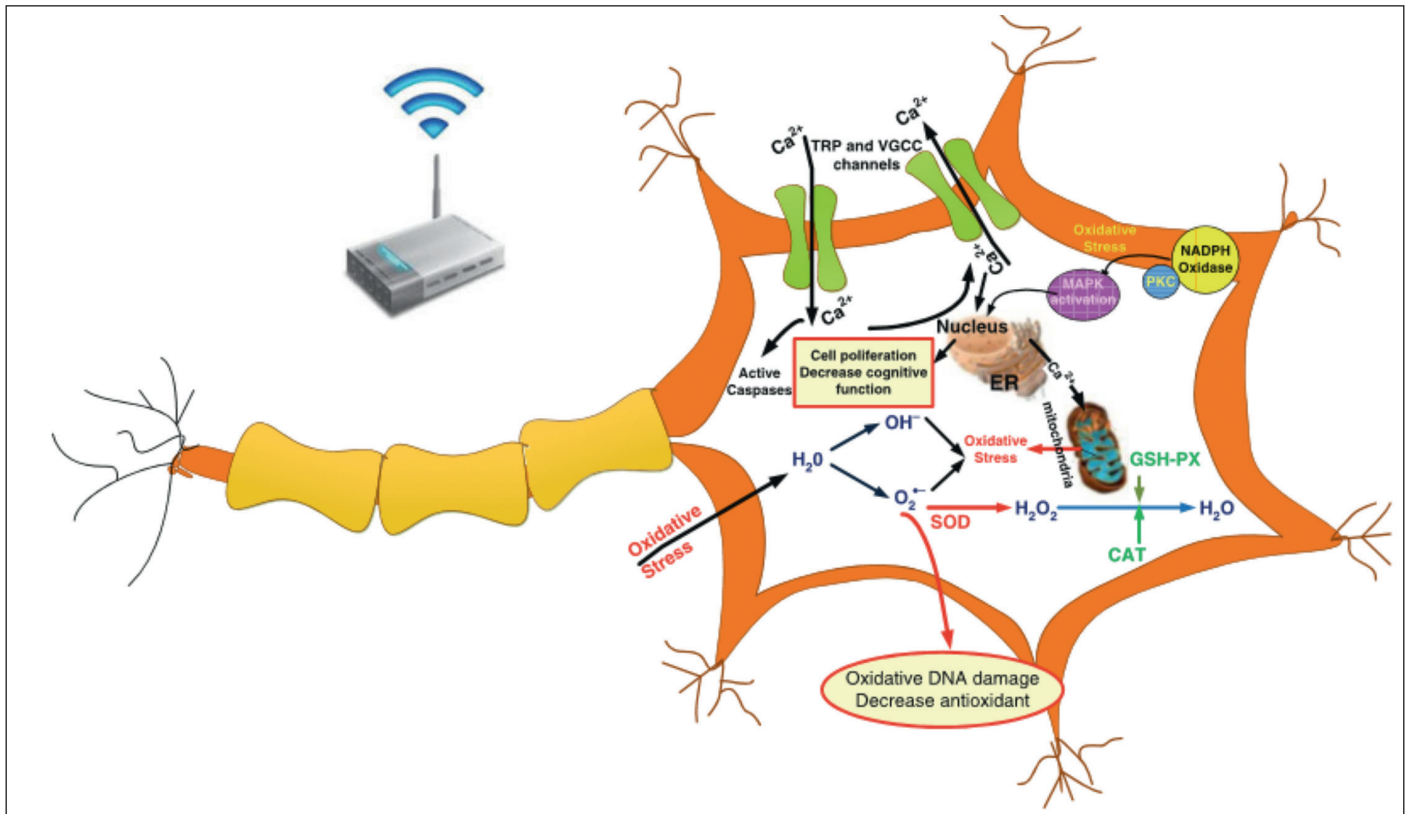 Ca²⁺
Ca²⁺
TRP and VGCC
channels
Oxidative
Stress
NADPH
Oxidase
PKC
MAPK
activation
Ca²⁺
Ca²⁺
Nucleus
ER
Ca²⁺
mitochondria
Active
Caspases
Cell poliferation
Decrease cognitive
function
OH⁻
H₂0
O₂•⁻
Oxidative
Stress
GSH-PX
SOD
H₂O₂
H₂O
CAT
Oxidative
Stress
Oxidative DNA damage
Decrease antioxidant